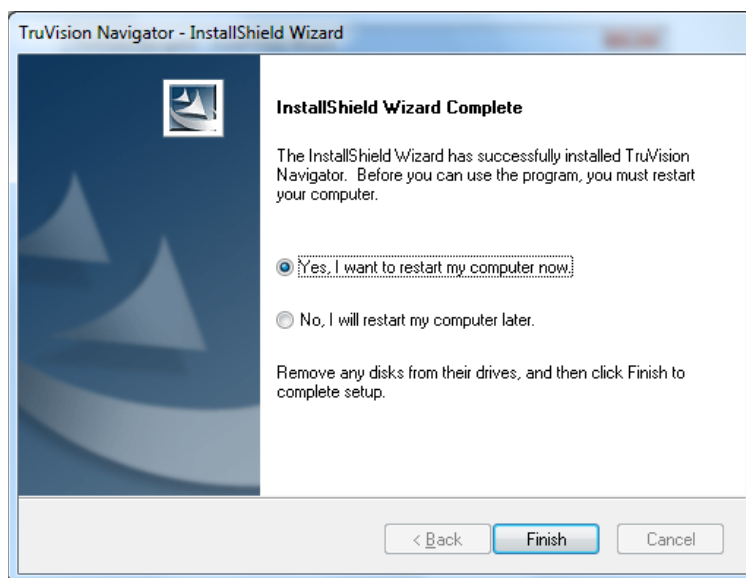 TruVision Navigator - InstallShield Wizard
InstallShield Wizard Complete
The InstallShield Wizard has successfully installed TruVision
Navigator. Before you can use the program, you must restart
your computer.
Yes, I want to restart my computer now.
No, I will restart my computer later.
Remove any disks from their drives, and then click Finish to
complete setup.
< Back
Finish
Cancel